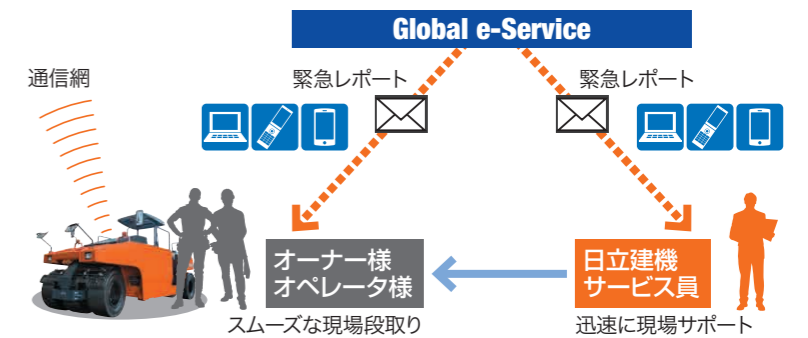 Global e-Service
通信網
緊急レポート
緊急レポート
オーナー様
オペレータ様
日立建機
サービス員
スムーズな現場段取り
迅速に現場サポート